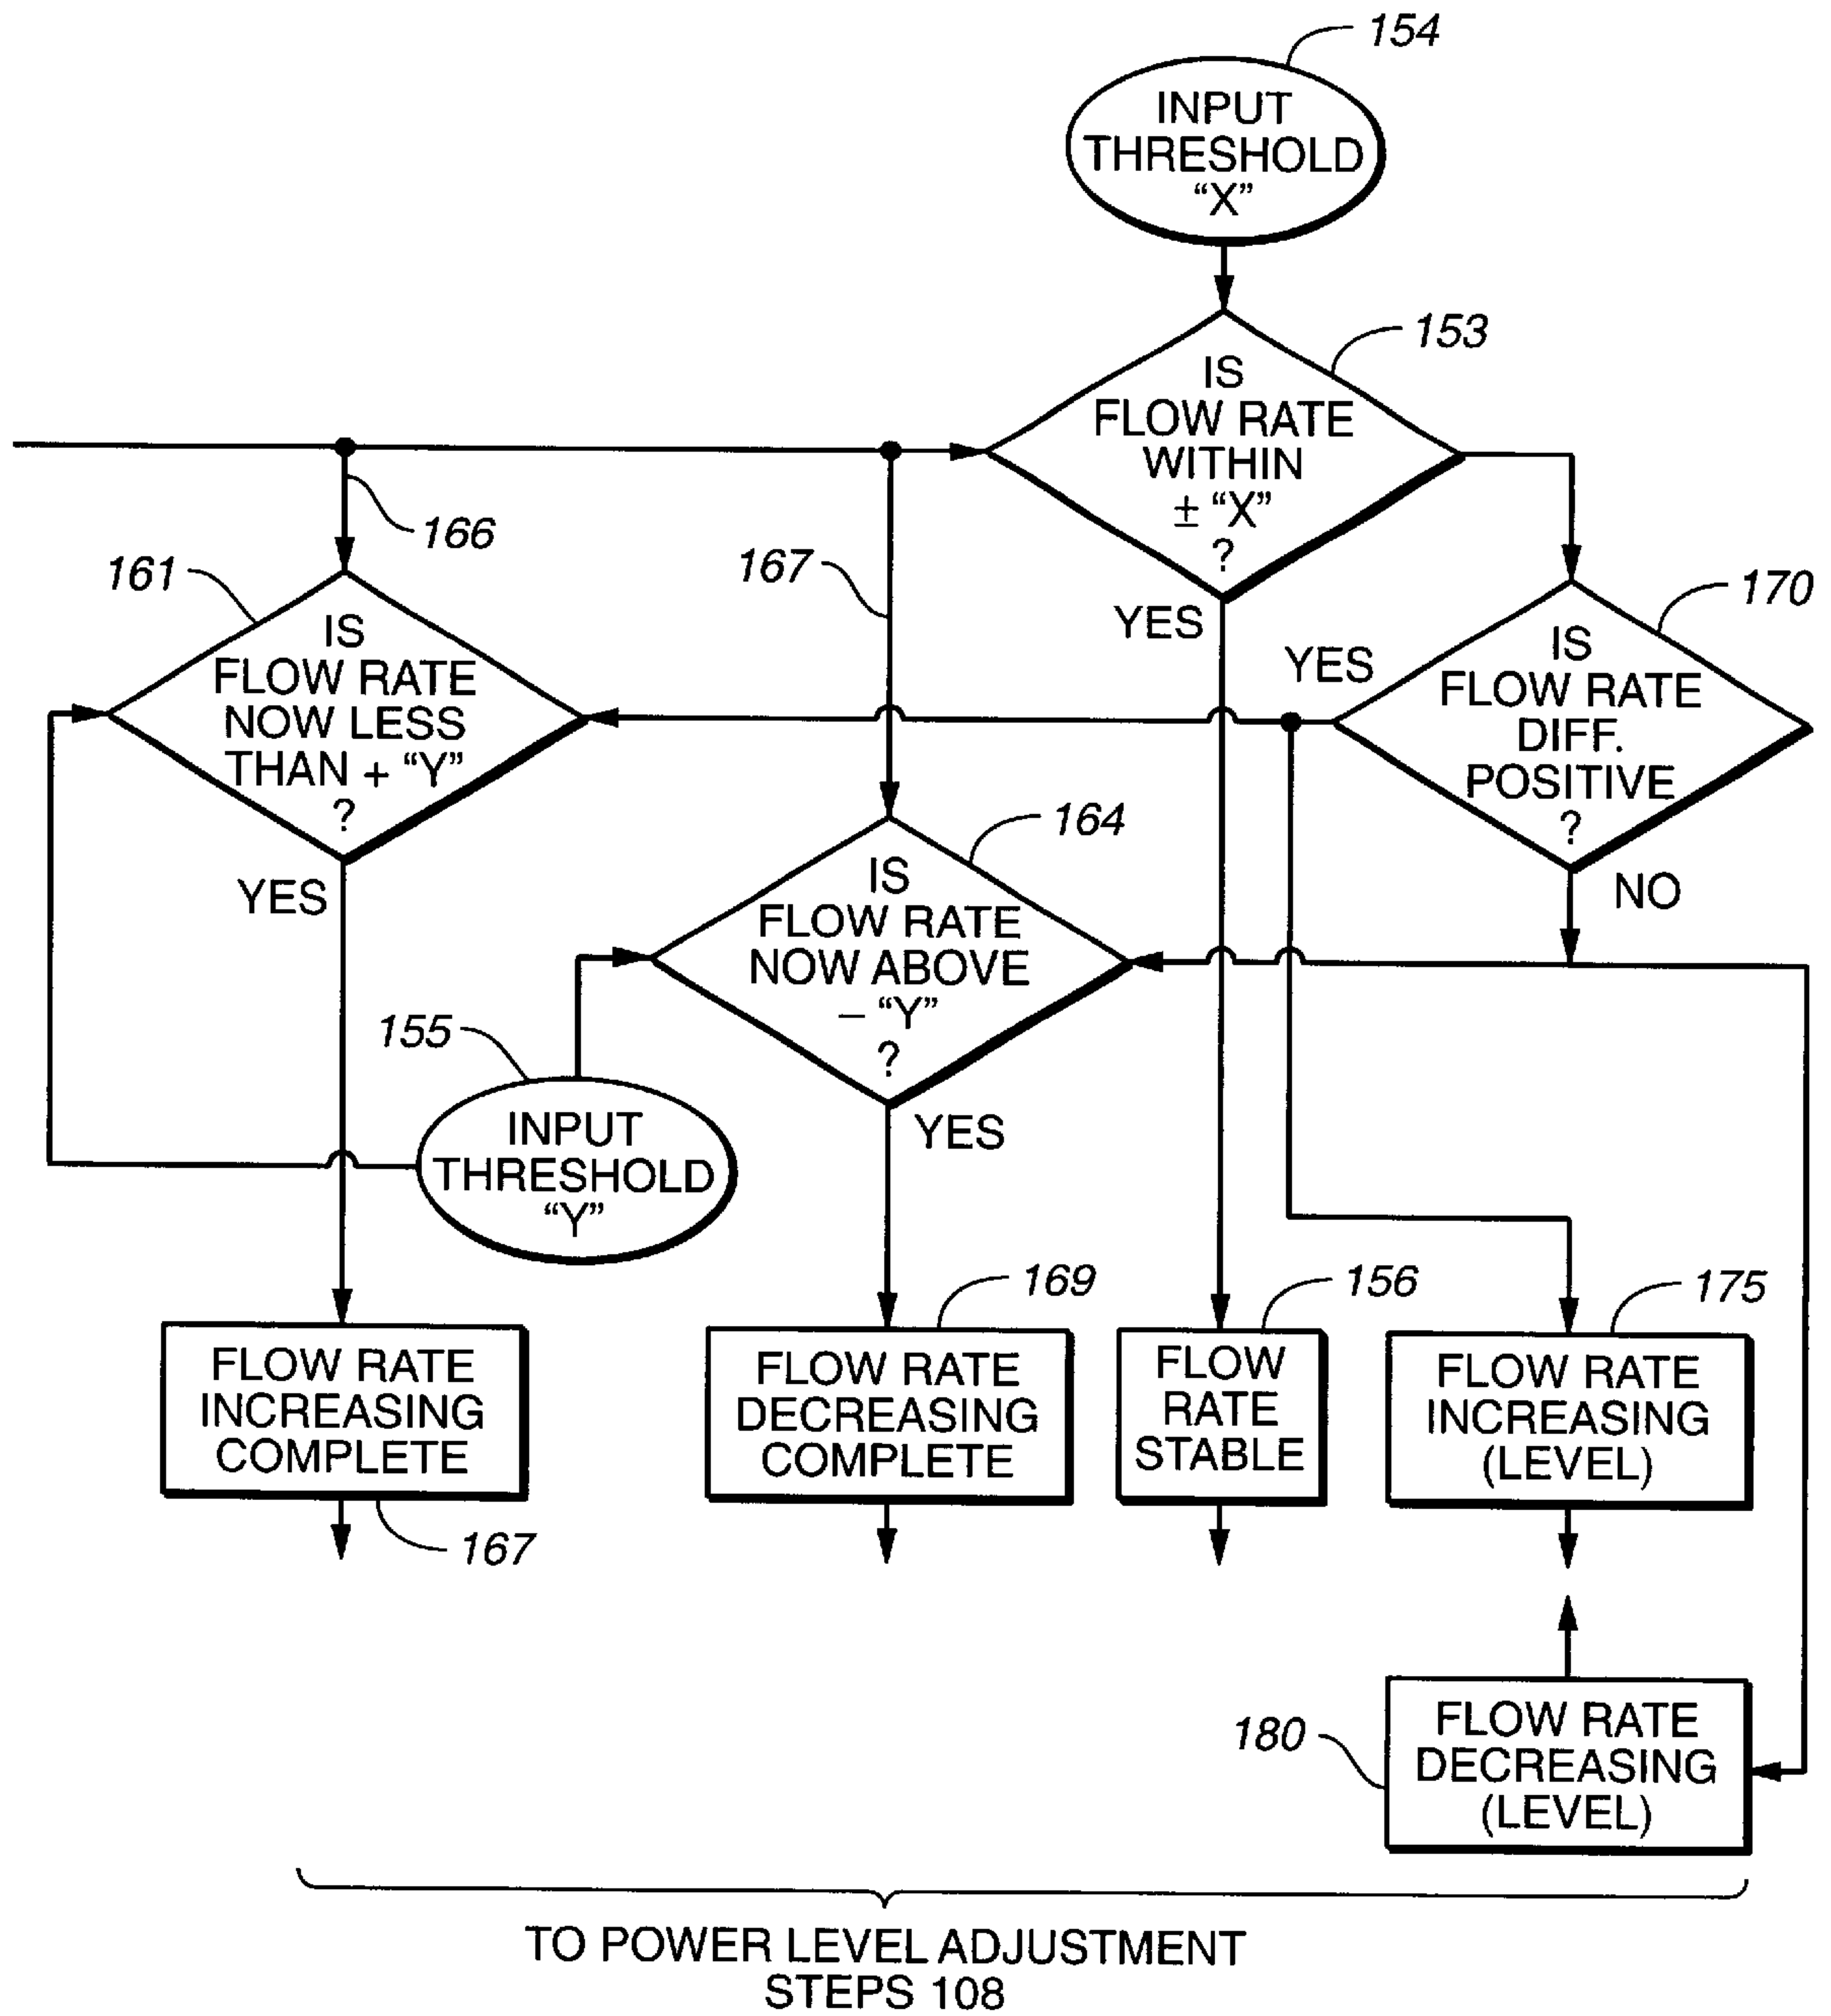 154
INPUT
THRESHOLD
“X”
153
IS
FLOW RATE
WITHIN
± “X”
?
YES
166
167
161
IS
FLOW RATE
NOW LESS
THAN + “Y”
?
YES
170
IS
FLOW RATE
DIFF.
POSITIVE
?
YES
NO
164
IS
FLOW RATE
NOW ABOVE
– “Y”
?
YES
155
INPUT
THRESHOLD
“Y”
FLOW RATE
INCREASING
COMPLETE
167
169
FLOW RATE
DECREASING
COMPLETE
156
FLOW
RATE
STABLE
175
FLOW RATE
INCREASING
(LEVEL)
180
FLOW RATE
DECREASING
(LEVEL)
TO POWER LEVEL ADJUSTMENT
STEPS 108